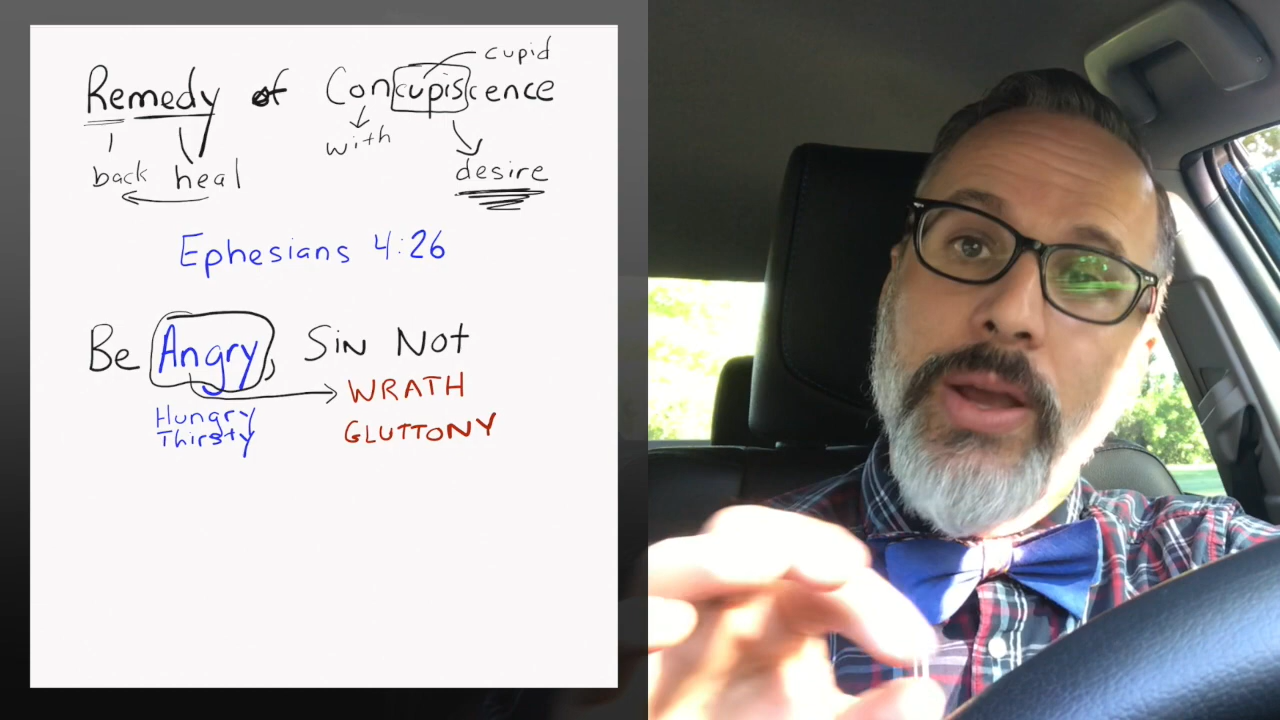 cupid
Remedy of Concupiscence
with
back heal desire
Ephesians 4:26
Be Angry, Sin Not
WRATH
Hungry
Thirsty GLUTTONY